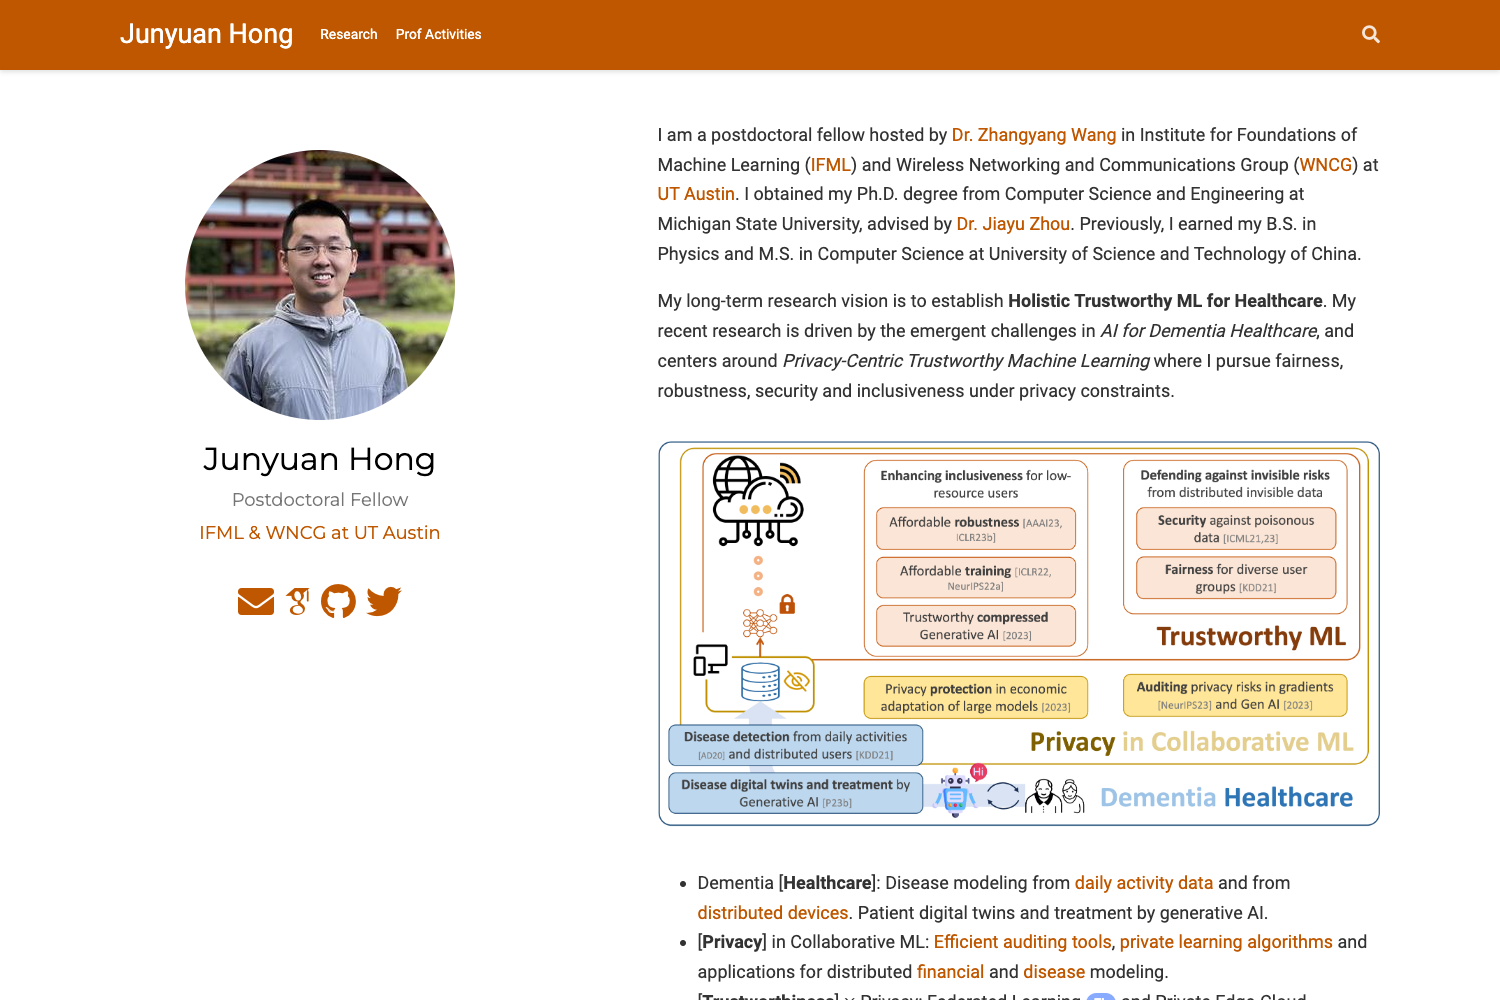 Junyuan Hong
Research
Prof Activities
Junyuan Hong
Postdoctoral Fellow
IFML & WNCG at UT Austin
I am a postdoctoral fellow hosted by Dr. Zhangyang Wang in Institute for Foundations of
Machine Learning (IFML) and Wireless Networking and Communications Group (WNCG) at
UT Austin. I obtained my Ph.D. degree from Computer Science and Engineering at
Michigan State University, advised by Dr. Jiayu Zhou. Previously, I earned my B.S. in
Physics and M.S. in Computer Science at University of Science and Technology of China.
My long-term research vision is to establish Holistic Trustworthy ML for Healthcare. My
recent research is driven by the emergent challenges in AI for Dementia Healthcare, and
centers around Privacy-Centric Trustworthy Machine Learning where I pursue fairness,
robustness, security and inclusiveness under privacy constraints.
Enhancing inclusiveness for low-
resource users
Affordable robustness [AAAI23,
ICLR23b]
Affordable training [ICLR22,
NeurIPS22a]
Trustworthy compressed
Generative AI [2023]
Defending against invisible risks
from distributed invisible data
Security against poisonous
data [ICML21,23]
Fairness for diverse user
groups [KDD21]
Trustworthy ML
Privacy protection in economic
adaptation of large models [2023]
Auditing privacy risks in gradients
[NeurIPS23] and Gen AI [2023]
Privacy in Collaborative ML
Disease detection from daily activities
[AD20] and distributed users [KDD21]
Disease digital twins and treatment by
Generative AI [P23b]
Hi
Dementia Healthcare
Dementia [Healthcare]: Disease modeling from daily activity data and from
distributed devices. Patient digital twins and treatment by generative AI.
[Privacy] in Collaborative ML: Efficient auditing tools, private learning algorithms and
applications for distributed financial and disease modeling.
[Trustworthiness] × Privacy: Federated Learning and Private Edge-Cloud